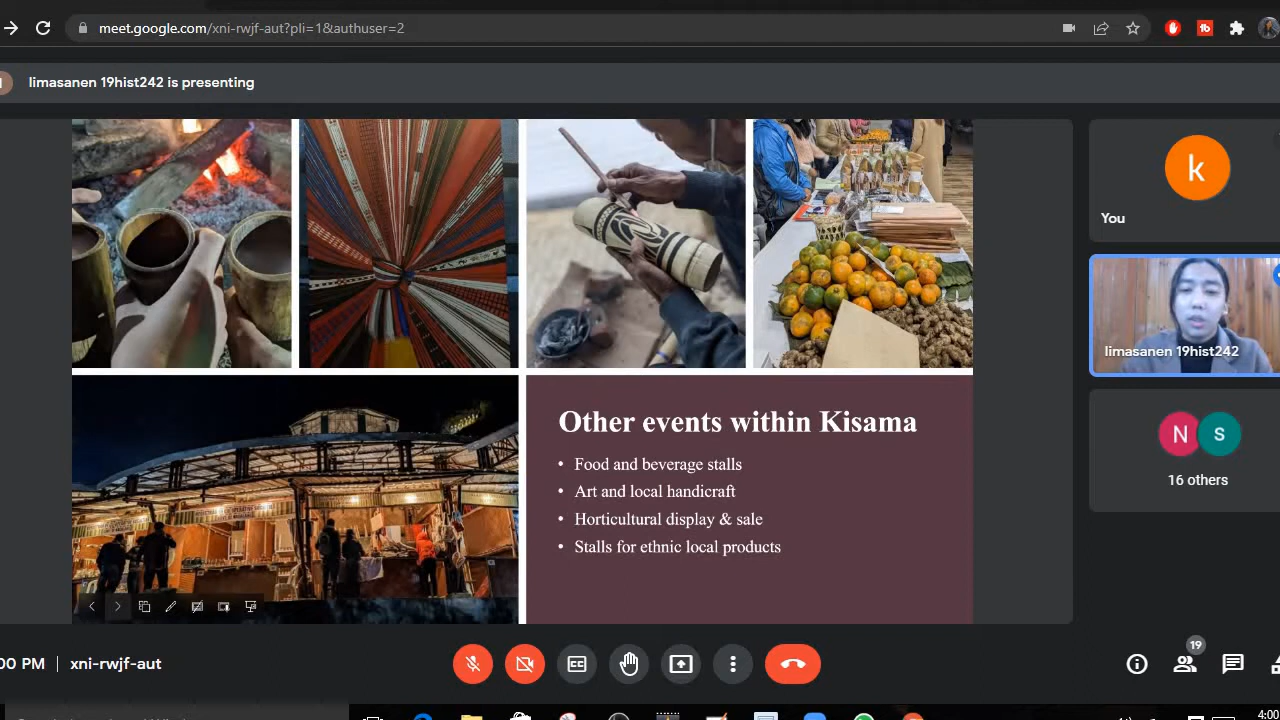 meet.google.com/xni-rwjf-aut?pli=1&authuser=2
limasanen 19hist242 is presenting
k
You
limasanen 19hist242
N S
16 others
Other events within Kisama
• Food and beverage stalls
• Art and local handicraft
• Horticultural display & sale
• Stalls for ethnic local products
00 PM | xni-rwjf-aut
CC
19
4:00